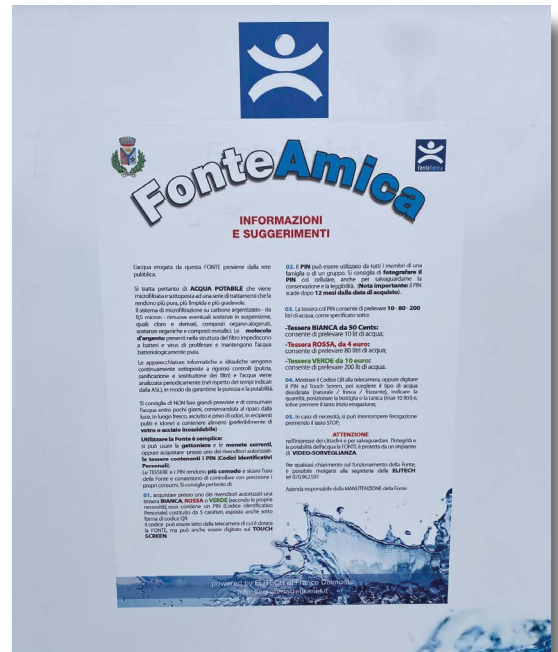 FonteAmica
fonteamica
INFORMAZIONI
E SUGGERIMENTI
L'acqua erogata da questa FONTE proviene dalla rete
pubblica.
Si tratta pertanto di ACQUA POTABILE che viene
microfiltrata e sottoposta ad una serie di trattamenti che la
rendono più pura, più limpida e più gradevole.
Il sistema di microfiltrazione su carbone argentizzato - da
0,5 micron - rimuove eventuali sostanze in sospensione,
quali: cloro e derivati, composti organo-alogenati,
sostanze organiche e composti metallici. Le molecole
d'argento presenti nella struttura del filtro impediscono
a batteri e virus di proliferare e mantengono l'acqua
batteriologicamente pura.
Le apparecchiature informatiche e idrauliche vengono
continuamente sottoposte a rigorosi controlli (pulizia,
sanificazione e sostituzione dei filtri) e l'acqua viene
analizzata periodicamente (nel rispetto dei tempi indicati
dalla ASL), in modo da garantirne la purezza e la potabilità.
Si consiglia di NON fare grandi provviste e di consumare
l'acqua entro pochi giorni, conservandola al riparo dalla
luce, in luogo fresco, asciutto e privo di odori, in recipienti
puliti e idonei a contenere alimenti (preferibilmente di
vetro o acciaio inossidabile)
Utilizzare la Fonte è semplice:
si può usare la gettoniera e le monete correnti,
oppure acquistare -presso uno dei rivenditori autorizzati-
le tessere contenenti i PIN (Codici Identificativi
Personali);
Le TESSERE e i PIN rendono più comodo e sicuro l'uso
della Fonte e consentono di controllare con precisione i
propri consumi. Si consiglia pertanto di:
01. acquistare presso uno dei rivenditori autorizzati una
tessera BIANCA, ROSSA o VERDE (secondo le proprie
necessità); essa contiene un PIN (Codice Identificativo
Personale) costituito da 5 caratteri, esposto anche sotto
forma di codice QR.
Il codice può essere letto dalla telecamera di cui è dotata
la FONTE, ma può anche essere digitato sul TOUCH
SCREEN.
02. Il PIN può essere utilizzato da tutti i membri di una
famiglia o di un gruppo. Si consiglia di fotografare il
PIN col cellulare, anche per salvaguardarne la
conservazione e la leggibilità. (Nota importante: il PIN
scade dopo 12 mesi dalla data di acquisto).
03. La tessera col PIN consente di prelevare 10 - 80 - 200
litri di acqua, come specificato sotto:
-Tessera BIANCA da 50 Cents:
consente di prelevare 10 litri di acqua;
-Tessera ROSSA, da 4 euro:
consente di prelevare 80 litri di acqua;
-Tessera VERDE da 10 euro:
consente di prelevare 200 litri di acqua.
04. Mostrare il Codice QR alla telecamera, oppure digitare
il PIN sul Touch Screen, poi scegliere il tipo di acqua
desiderata (naturale / fresca / frizzante), indicare la
quantità, posizionare la bottiglia o la tanica (max 10 litri) e,
infine premere il tasto inizio erogazione;
05. In caso di necessità, si può interrompere l'erogazione
premendo il tasto STOP;
ATTENZIONE
nell'interesse dei cittadini e per salvaguardare l'integrità e
la potabilità dell'acqua la FONTE è protetta da un impianto
di VIDEO-SORVEGLIANZA.
Per qualsiasi chiarimento sul funzionamento della Fonte,
è possibile rivolgersi alla segreteria della ELITECH
tel 070.962591
Azienda responsabile della MANUTENZIONE della Fonte
powered by ELITECH di Franco Dalmonte